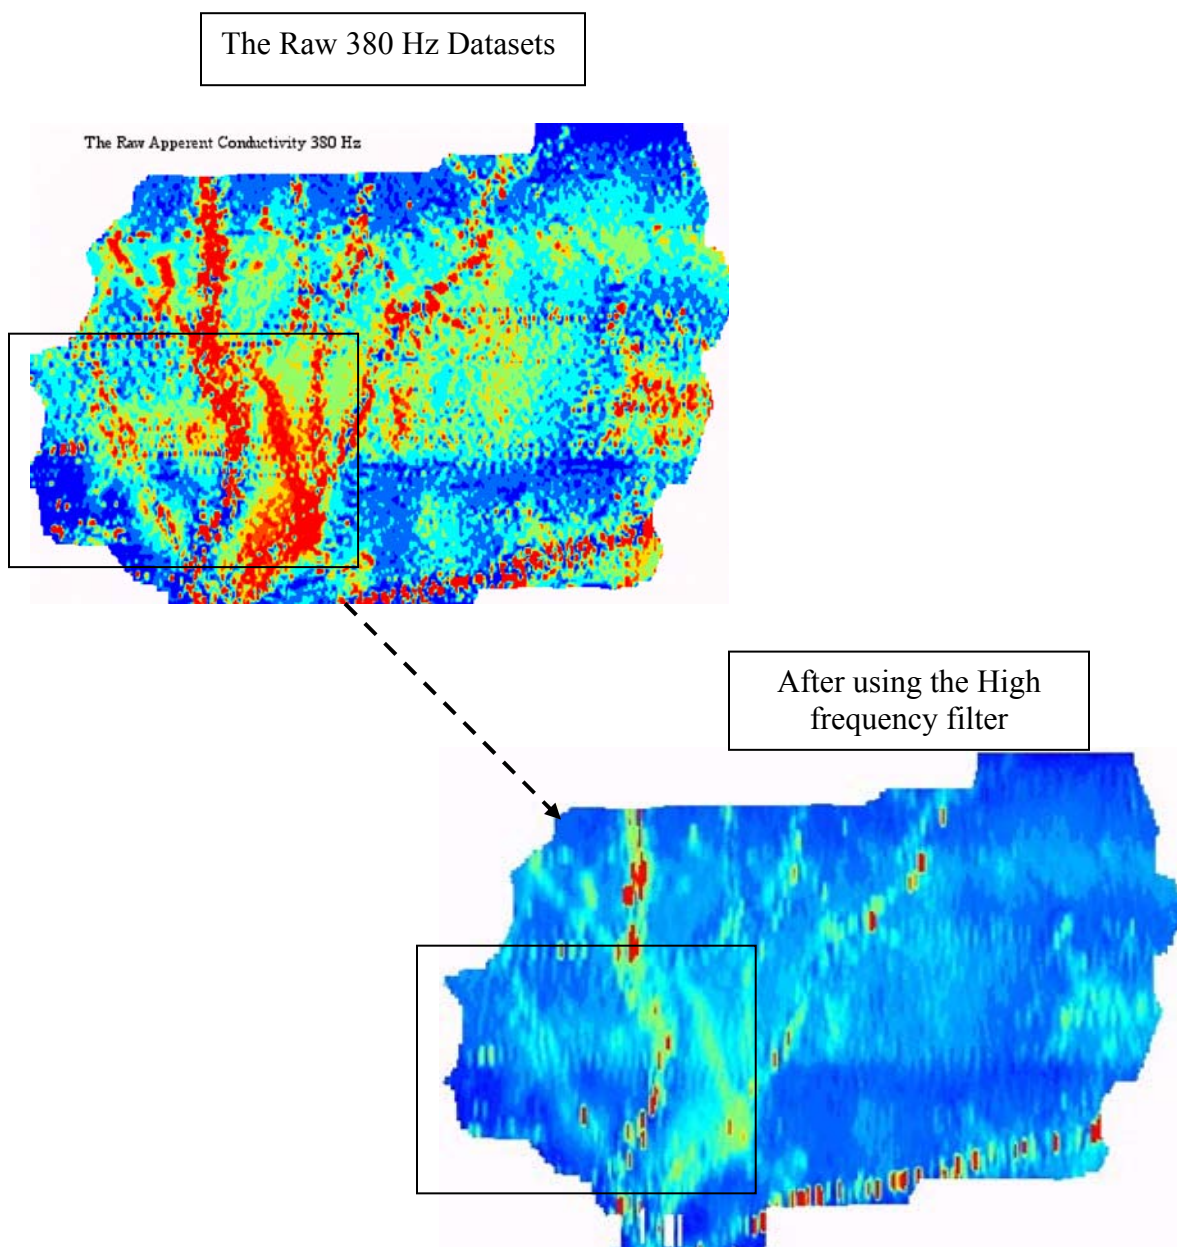 The Raw 380 Hz Datasets
The Raw Apperent Conductivity 380 Hz
After using the High
frequency filter